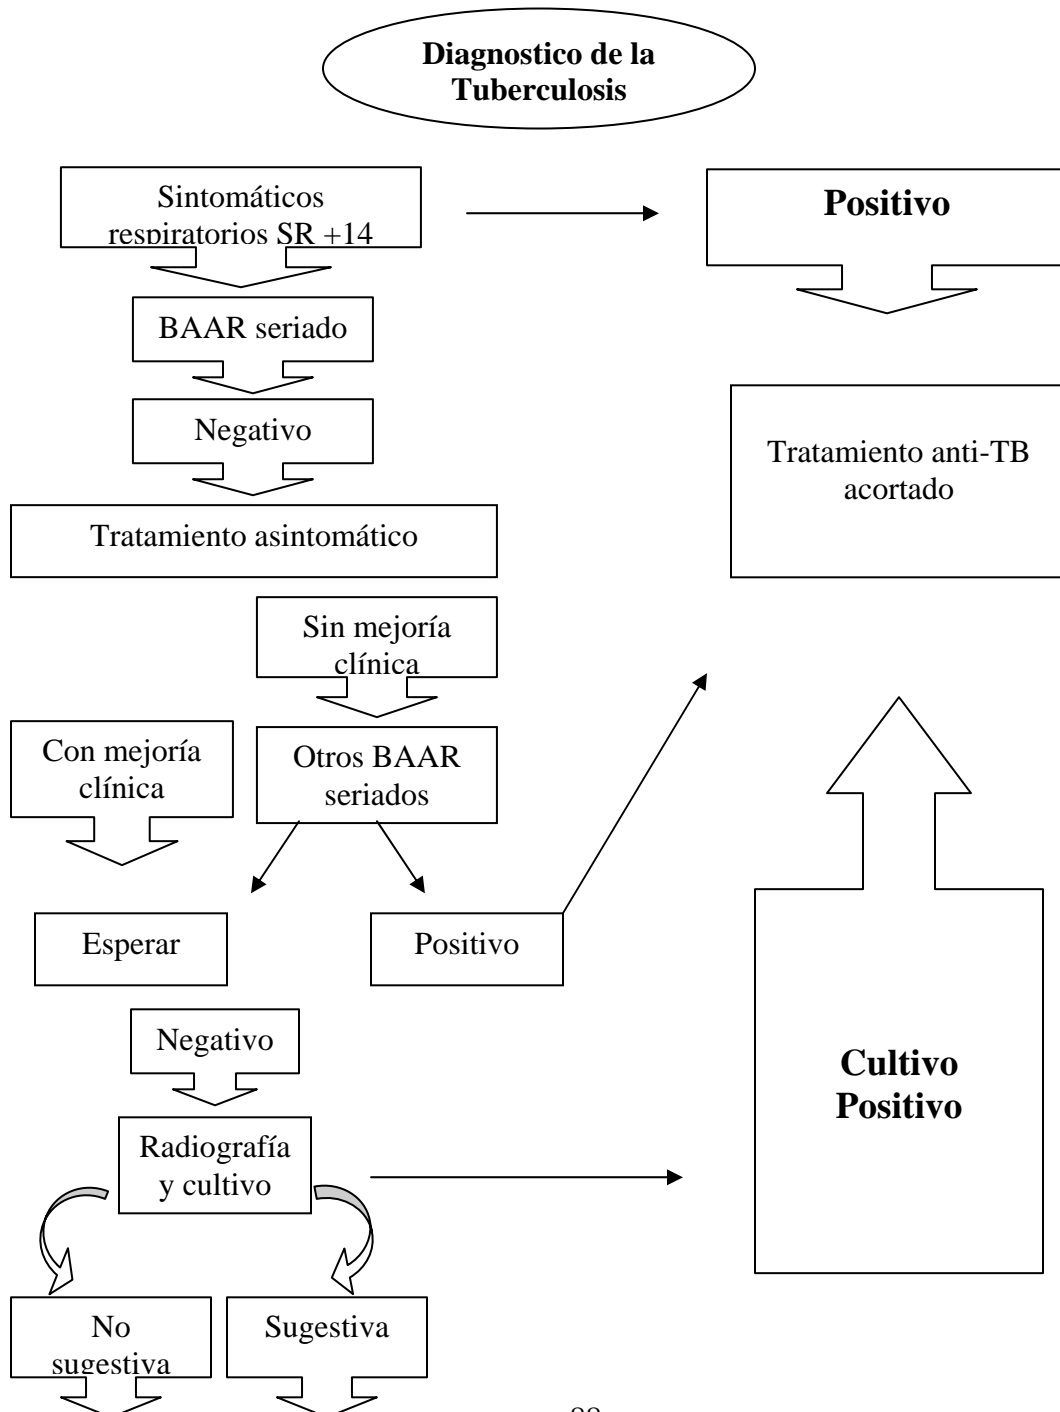 Diagnostico de la
Tuberculosis
Sintomáticos
respiratorios SR +14
Positivo
BAAR seriado
Negativo
Tratamiento anti-TB
acortado
Tratamiento asintomático
Sin mejoría
clínica
Con mejoría
clínica
Otros BAAR
seriados
Esperar
Positivo
Negativo
Cultivo
Positivo
Radiografía
y cultivo
No
sugestiva
Sugestiva